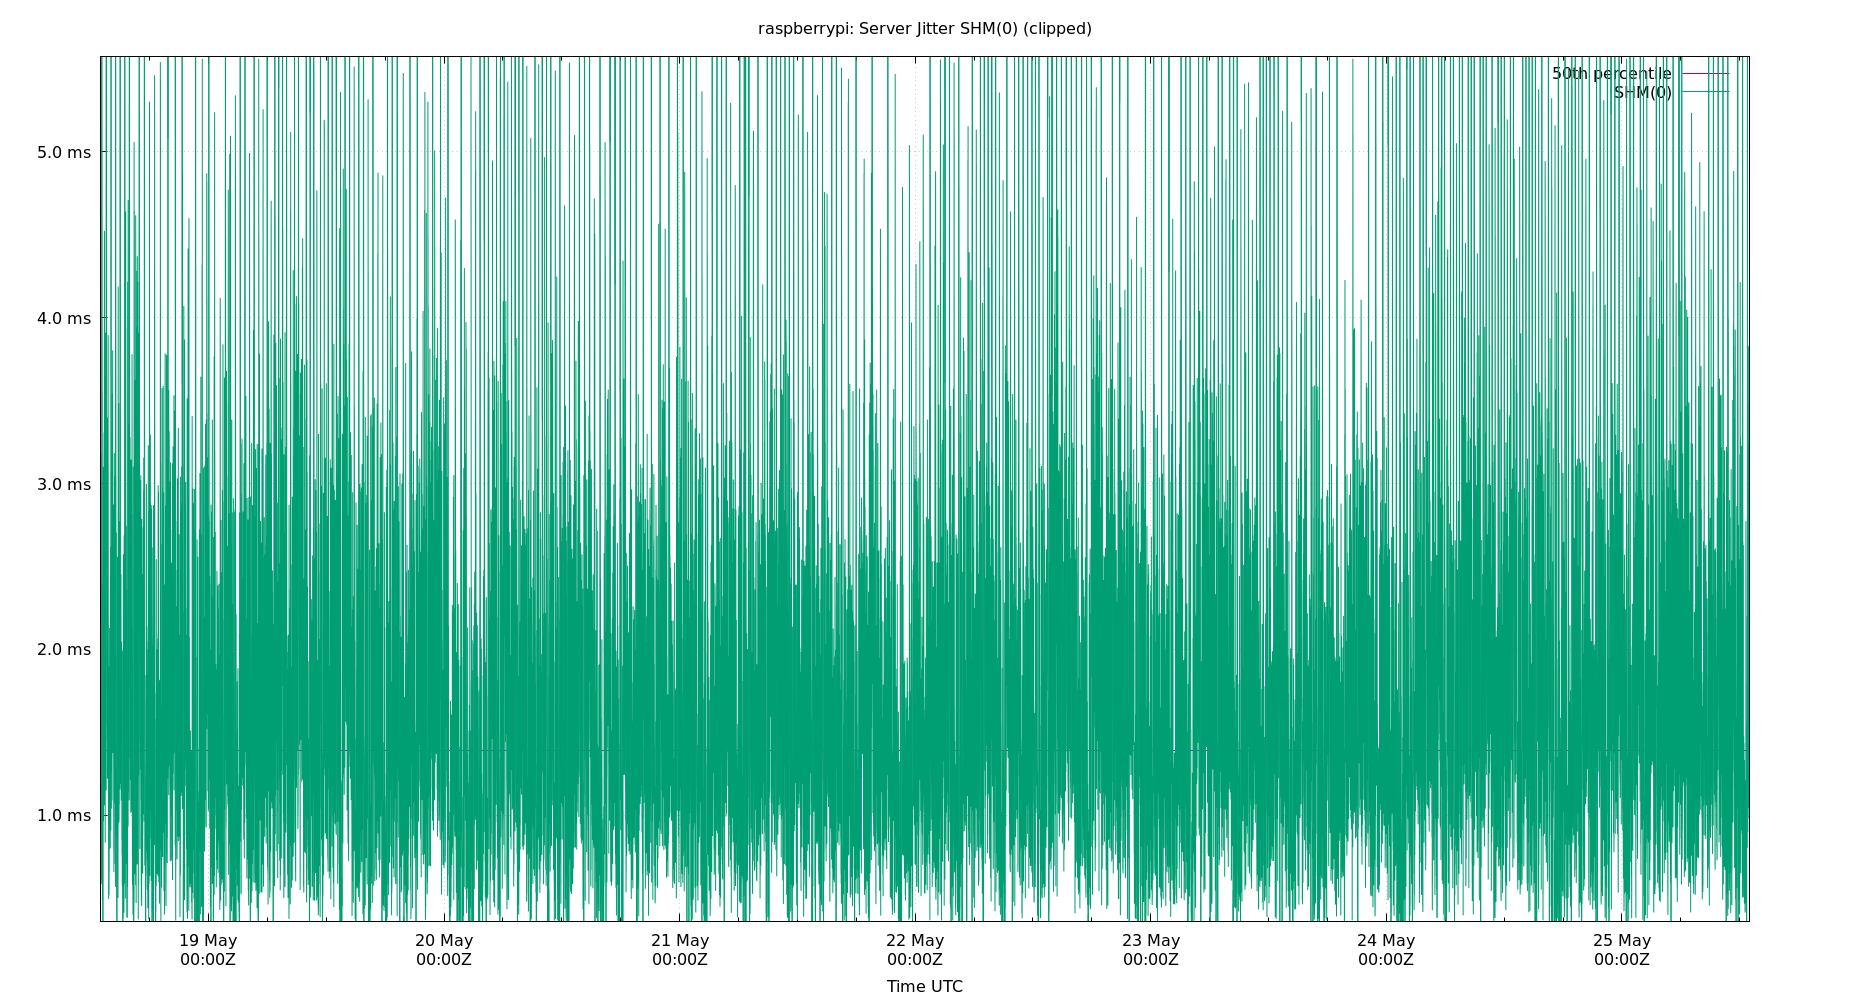 raspberrypi: Server Jitter SHM(0) (clipped)
50th percentile
SHM(0)
5.0 ms
4.0 ms
3.0 ms
2.0 ms
1.0 ms
19 May
00:00Z
20 May
00:00Z
21 May
00:00Z
22 May
00:00Z
23 May
00:00Z
24 May
00:00Z
25 May
00:00Z
Time UTC